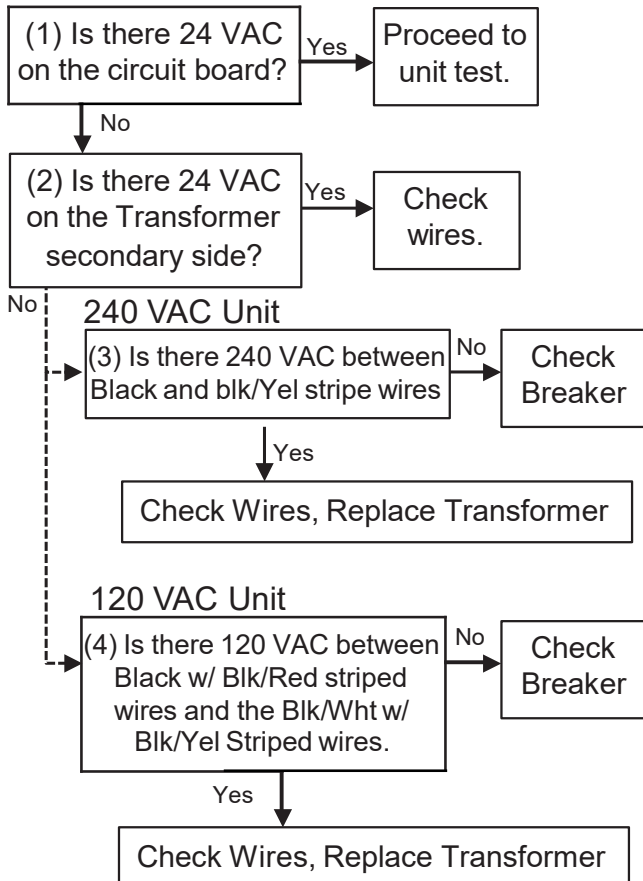 (1) Is there 24 VAC
on the circuit board?
Yes
Proceed to
unit test.
No
(2) Is there 24 VAC
on the Transformer
secondary side?
Yes
Check
wires.
No
240 VAC Unit
(3) Is there 240 VAC between
Black and blk/Yel stripe wires
No
Check
Breaker
Yes
Check Wires, Replace Transformer
120 VAC Unit
(4) Is there 120 VAC between
Black w/ Blk/Red striped
wires and the Blk/Wht w/
Blk/Yel Striped wires.
No
Check
Breaker
Yes
Check Wires, Replace Transformer